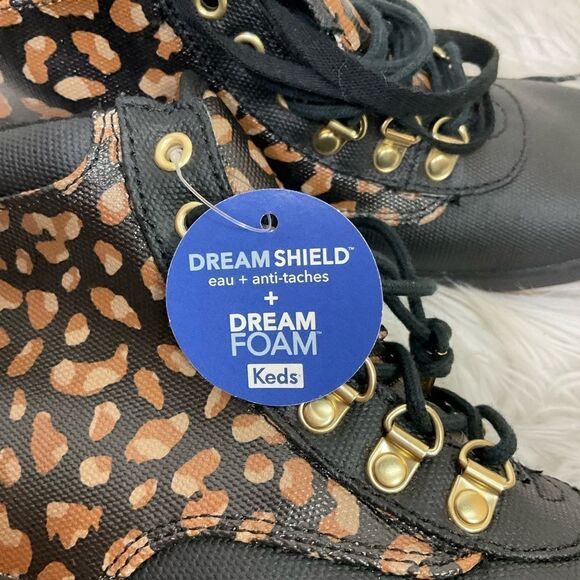 DREAM SHIELD™
eau + anti-taches
+
DREAM
FOAM™
Keds